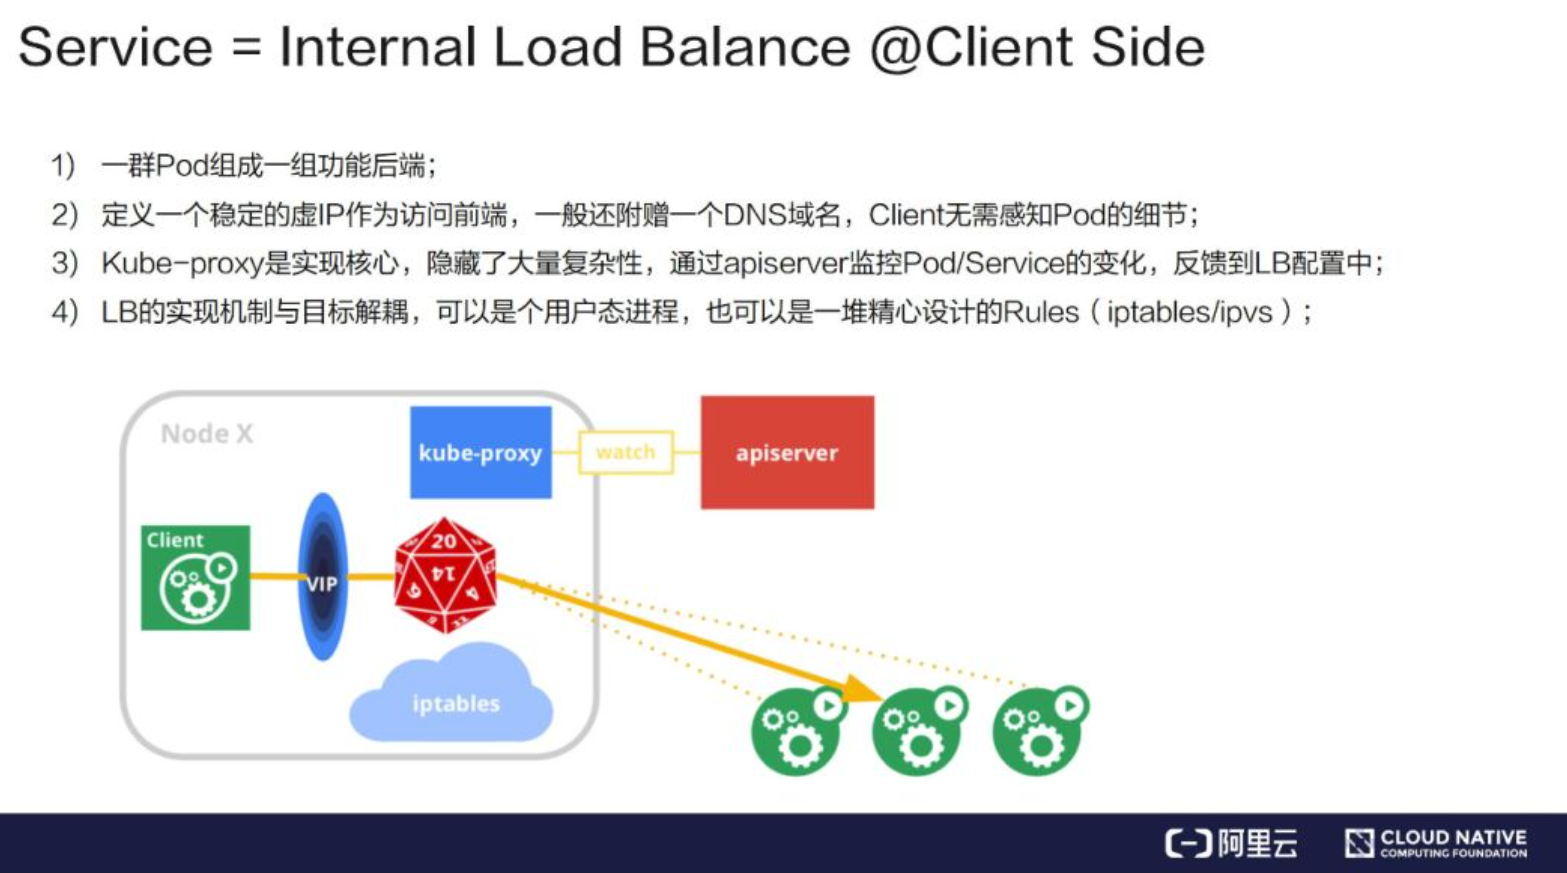 Service = Internal Load Balance @Client Side
1) 一群Pod组成一组功能后端；
2) 定义一个稳定的虚IP作为访问前端，一般还附赠一个DNS域名，Client无需感知Pod的细节；
3) Kube-proxy是实现核心，隐藏了大量复杂性，通过apiserver监控Pod/Service的变化，反馈到LB配置中；
4) LB的实现机制与目标解耦，可以是个用户态进程，也可以是一堆精心设计的Rules（iptables/ipvs）；
Node X
kube-proxy
watch
apiserver
Client
VIP
20
14
iptables
阿里云
CLOUD NATIVE
COMPUTING FOUNDATION